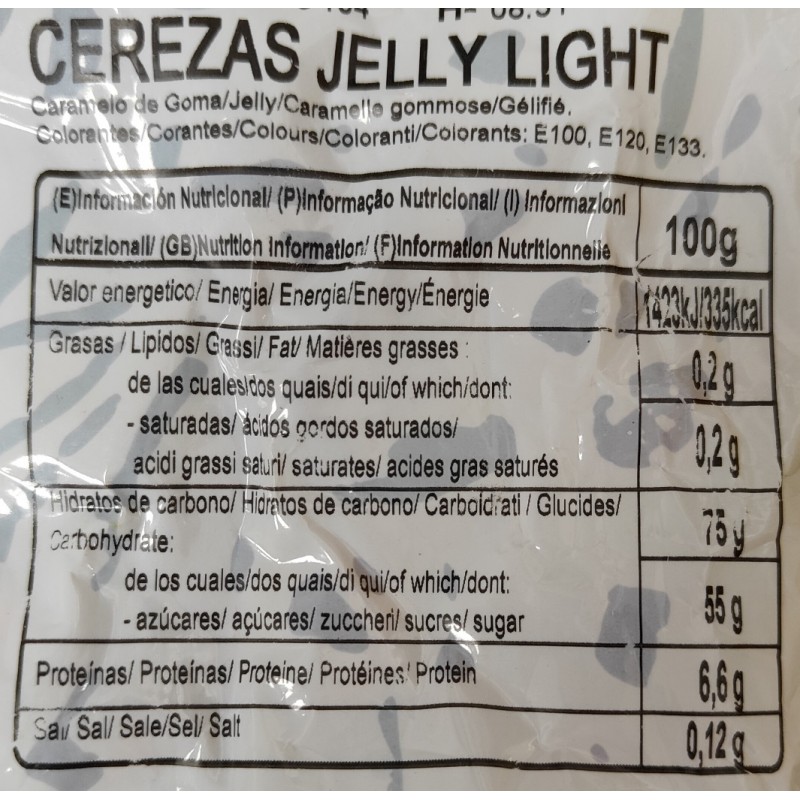 CEREZAS JELLY LIGHT
Caramelo de Goma/Jelly/Caramelle gommose/Gélifié.
Colorantes/Corantes/Colours/Coloranti/Colorants: E100, E120, E133.
(E)Información Nutricional/ (P)Informação Nutricional/ (I) Informazioni
Nutrizionali/ (GB)Nutrition Information/ (F)Information Nutritionnelle
100g
Valor energetico/ Energia/ Energia/Energy/Énergie
1423KJ/335kcal
Grasas / Lipidos/ Grassi/ Fat/ Matières grasses :
0,2 g
de las cuales/dos quais/di qui/of which/dont:
- saturadas/ ácidos gordos saturados/
acidi grassi saturi/ saturates/ acides gras saturés
0,2 g
Hidratos de carbono/ Hidratos de carbono/ Carboidrati / Glucides/
Carbohydrate:
75 g
de los cuales/dos quais/di qui/of which/dont:
- azúcares/ açúcares/ zuccheri/ sucres/ sugar
55 g
Proteínas/ Proteínas/ Proteine/ Protéines/ Protein
6,6 g
Sal/ Sal/ Sale/Sel/ Salt
0,12 g